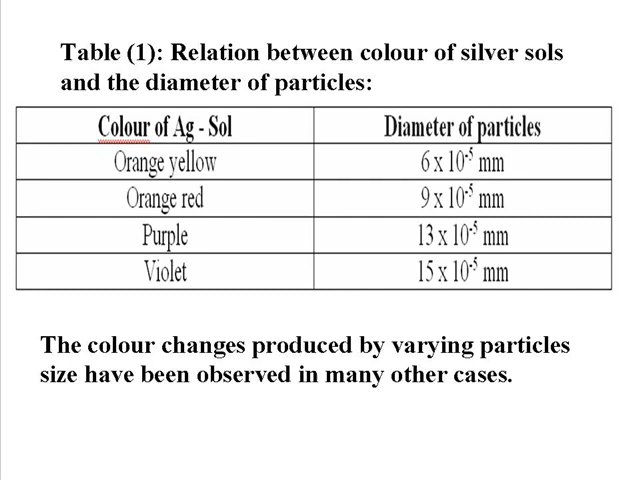 Table (1): Relation between colour of silver sols
and the diameter of particles:
Colour of Ag - Sol Diameter of particles
Orange yellow 6 x 10⁻⁵ mm
Orange red 9 x 10⁻⁵ mm
Purple 13 x 10⁻⁵ mm
Violet 15 x 10⁻⁵ mm
The colour changes produced by varying particles
size have been observed in many other cases.